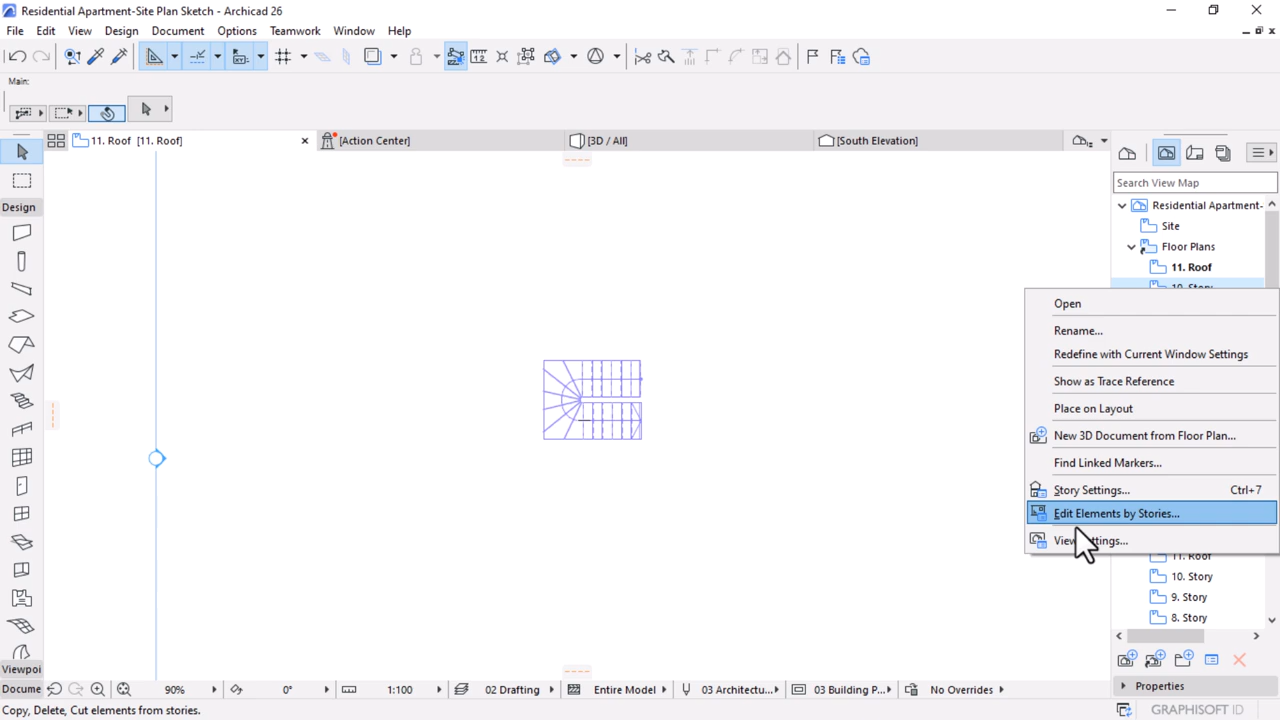 Residential Apartment-Site Plan Sketch - Archicad 26
File Edit View Design Document Options Teamwork Window Help
Main:
11. Roof [11. Roof]
[Action Center]
[3D / All]
[South Elevation]
Design
Search View Map
Residential Apartment-
Site
Floor Plans
11. Roof
10. Story
Open
Rename...
Redefine with Current Window Settings
Show as Trace Reference
Place on Layout
New 3D Document from Floor Plan...
Find Linked Markers...
Story Settings... Ctrl+7
Edit Elements by Stories...
11. Roof
10. Story
9. Story
8. Story
Viewpoi
Docume
90%
0°
1:100
02 Drafting
Entire Model
03 Architectu...
03 Building P...
No Overrides
Properties
Copy, Delete, Cut elements from stories.
GRAPHISOFT ID